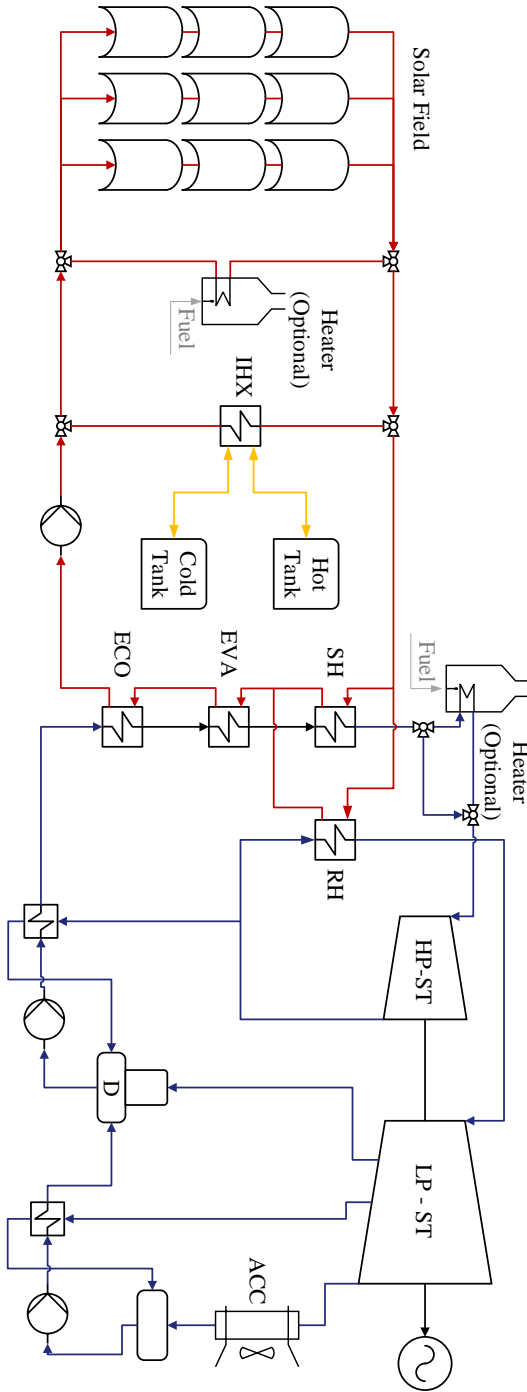 Solar Field
Heater
(Optional)
Fuel
IHX
Hot
Tank
Cold
Tank
Heater
(Optional)
Fuel
SH
EVA
ECO
RH
HP-ST
LP - ST
D
ACC